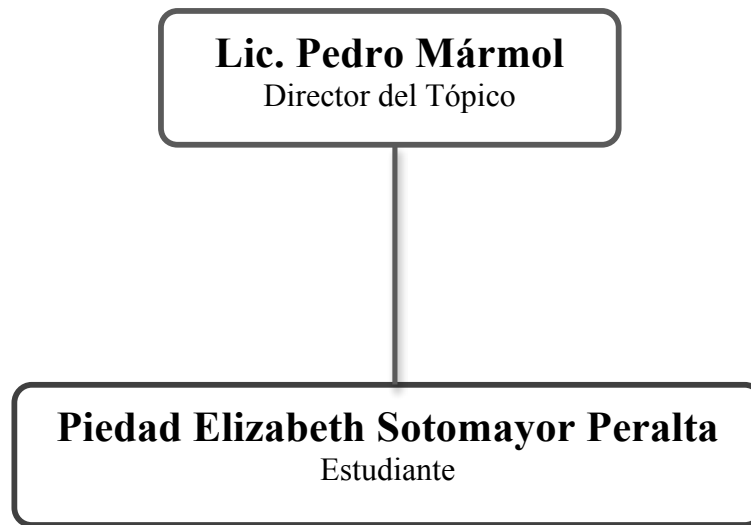 Lic. Pedro Mármol
Director del Tópico
Piedad Elizabeth Sotomayor Peralta
Estudiante